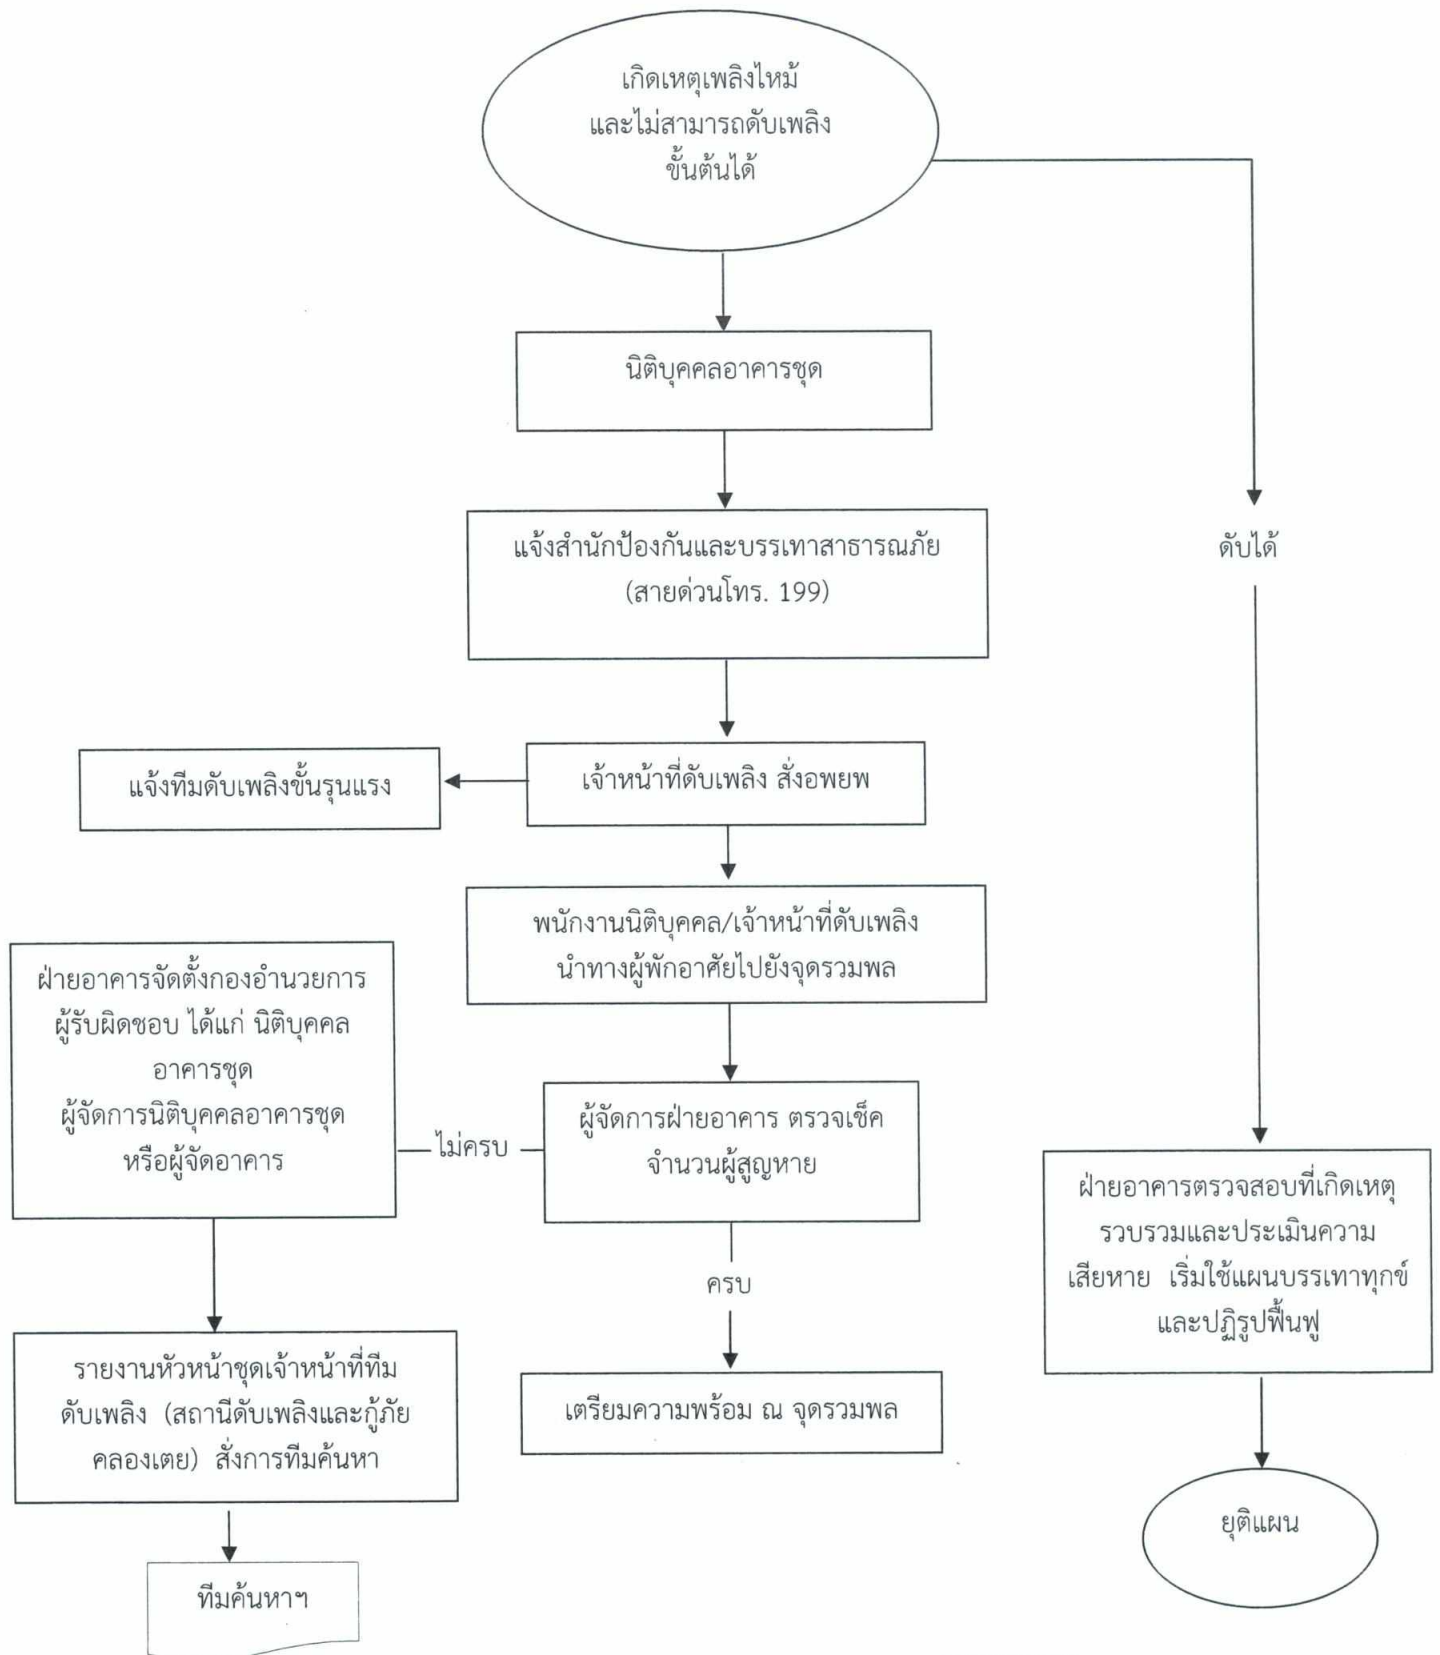 เกิดเหตุเพลิงไหม้
และไม่สามารถดับเพลิง
ขั้นต้นได้
นิติบุคคลอาคารชุด
แจ้งสำนักป้องกันและบรรเทาสาธารณภัย
(สายด่วนโทร. 199)
ดับได้
แจ้งทีมดับเพลิงขั้นรุนแรง
เจ้าหน้าที่ดับเพลิง สั่งอพยพ
พนักงานนิติบุคคล/เจ้าหน้าที่ดับเพลิง
นำทางผู้พักอาศัยไปยังจุดรวมพล
ฝ่ายอาคารจัดตั้งกองอำนวยการ
ผู้รับผิดชอบ ได้แก่ นิติบุคคล
อาคารชุด
ผู้จัดการนิติบุคคลอาคารชุด
หรือผู้จัดอาคาร
ไม่ครบ
ผู้จัดการฝ่ายอาคาร ตรวจเช็ค
จำนวนผู้สูญหาย
ครบ
ฝ่ายอาคารตรวจสอบที่เกิดเหตุ
รวบรวมและประเมินความ
เสียหาย เริ่มใช้แผนบรรเทาทุกข์
และปฏิรูปฟื้นฟู
รายงานหัวหน้าชุดเจ้าหน้าที่ทีม
ดับเพลิง (สถานีดับเพลิงและกู้ภัย
คลองเตย) สั่งการทีมค้นหา
เตรียมความพร้อม ณ จุดรวมพล
ยุติแผน
ทีมค้นหาฯ